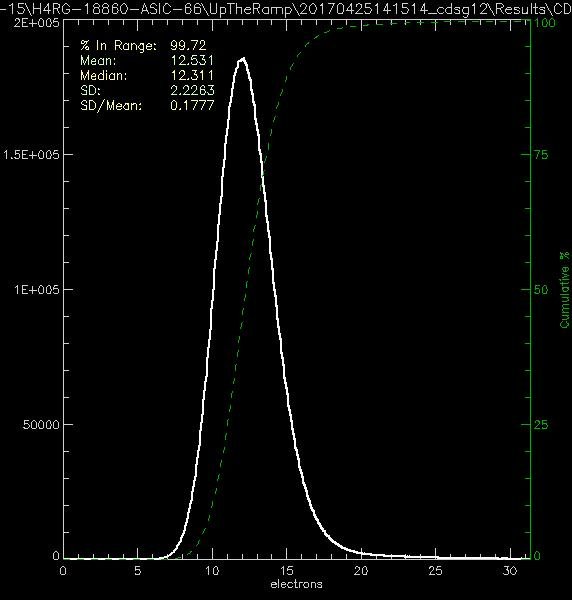 -15\H4RG-18860-ASIC-66\UpTheRamp\20170425141514_cdsg12\Results\CD
2E+005
1.5E+005
1E+005
50000
0
% In Range: 99.72
Mean: 12.531
Median: 12.311
SD: 2.2263
SD/Mean: 0.1777
100
75
50
25
0
Cumulative %
0 5 10 15 20 25 30
electrons